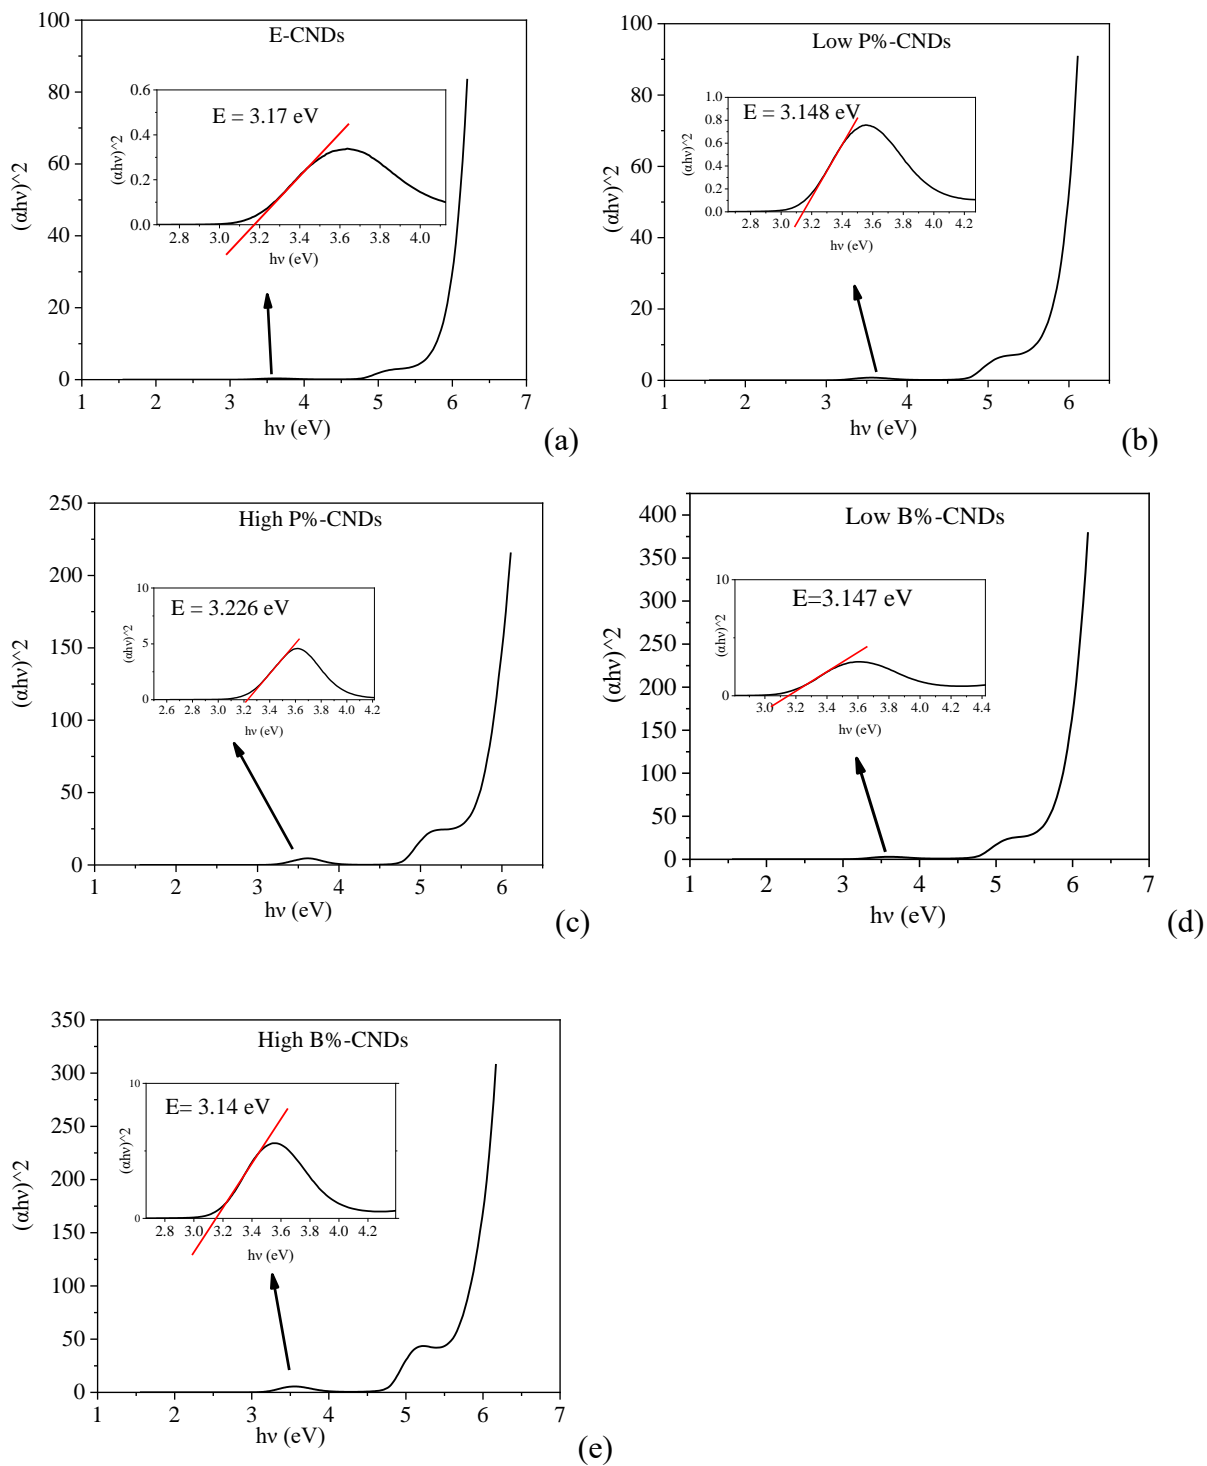 E-CNDs
(αhν)^2
100
80
60
40
20
0
1 2 3 4 5 6 7
hν (eV)
E = 3.17 eV
(αhν)^2
0.6
0.4
0.2
0.0
2.8 3.0 3.2 3.4 3.6 3.8 4.0
hν (eV)
(a)
Low P%-CNDs
(αhν)^2
100
80
60
40
20
0
1 2 3 4 5 6
hν (eV)
E = 3.148 eV
(αhν)^2
1.0
0.8
0.6
0.4
0.2
0.0
2.8 3.0 3.2 3.4 3.6 3.8 4.0 4.2
hν (eV)
(b)
High P%-CNDs
(αhν)^2
250
200
150
100
50
0
1 2 3 4 5 6
hν (eV)
E = 3.226 eV
(αhν)^2
10
5
0
2.6 2.8 3.0 3.2 3.4 3.6 3.8 4.0 4.2
hν (eV)
(c)
Low B%-CNDs
(αhν)^2
400
350
300
250
200
150
100
50
0
1 2 3 4 5 6 7
hν (eV)
E=3.147 eV
(αhν)^2
10
0
3.0 3.2 3.4 3.6 3.8 4.0 4.2 4.4
hν (eV)
(d)
High B%-CNDs
(αhν)^2
350
300
250
200
150
100
50
0
1 2 3 4 5 6 7
hν (eV)
E= 3.14 eV
(αhν)^2
10
0
2.8 3.0 3.2 3.4 3.6 3.8 4.0 4.2
hν (eV)
(e)